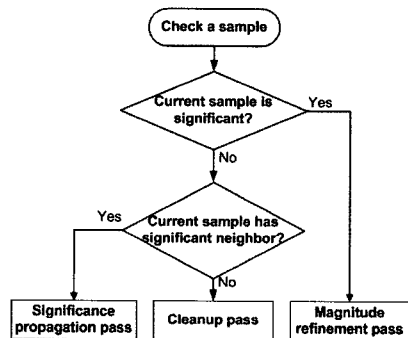 Check a sample
Current sample is
significant?
Yes
No
Yes
Current sample has
significant neighbor?
No
Significance
propagation pass
Cleanup pass
Magnitude
refinement pass